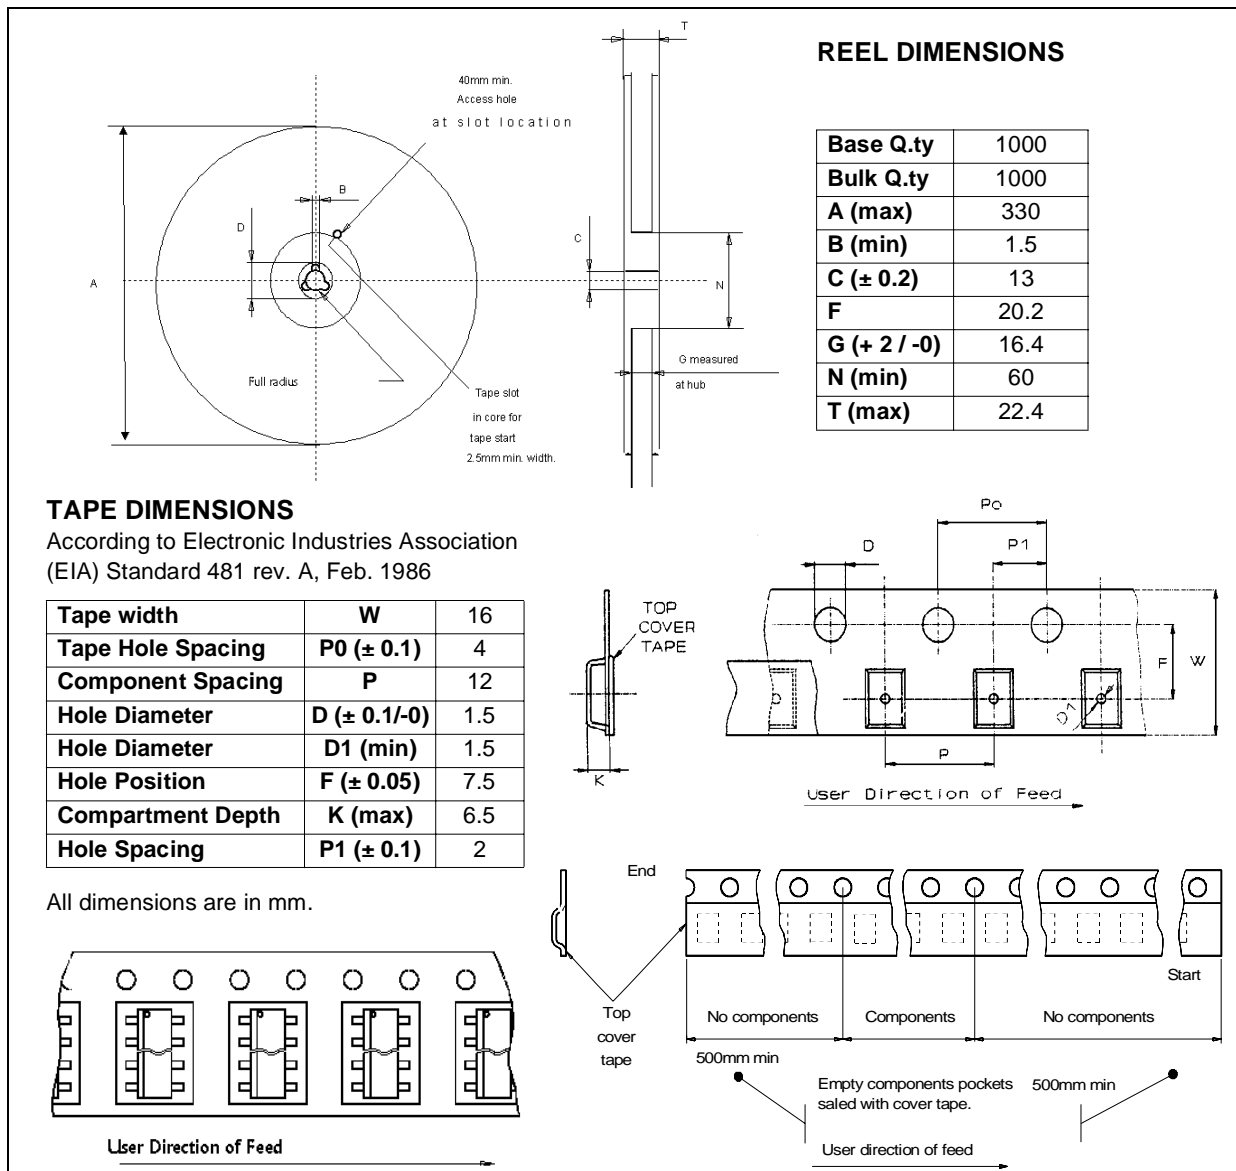 T
REEL DIMENSIONS
40mm min.
Access hole
at slot location
B
D
C
A
N
Full radius
Tape slot
in core for
tape start
2.5mm min. width.
G measured
at hub
Base Q.ty 1000
Bulk Q.ty 1000
A (max) 330
B (min) 1.5
C (± 0.2) 13
F 20.2
G (+ 2 / -0) 16.4
N (min) 60
T (max) 22.4
TAPE DIMENSIONS
According to Electronic Industries Association
(EIA) Standard 481 rev. A, Feb. 1986
Tape width W 16
Tape Hole Spacing P0 (± 0.1) 4
Component Spacing P 12
Hole Diameter D (± 0.1/-0) 1.5
Hole Diameter D1 (min) 1.5
Hole Position F (± 0.05) 7.5
Compartment Depth K (max) 6.5
Hole Spacing P1 (± 0.1) 2
All dimensions are in mm.
Po
D
P1
TOP
COVER
TAPE
F
W
D1
P
K
User Direction of Feed
End
Start
Top
cover
tape
No components
Components
No components
500mm min
Empty components pockets
saled with cover tape.
500mm min
User direction of feed
User Direction of Feed